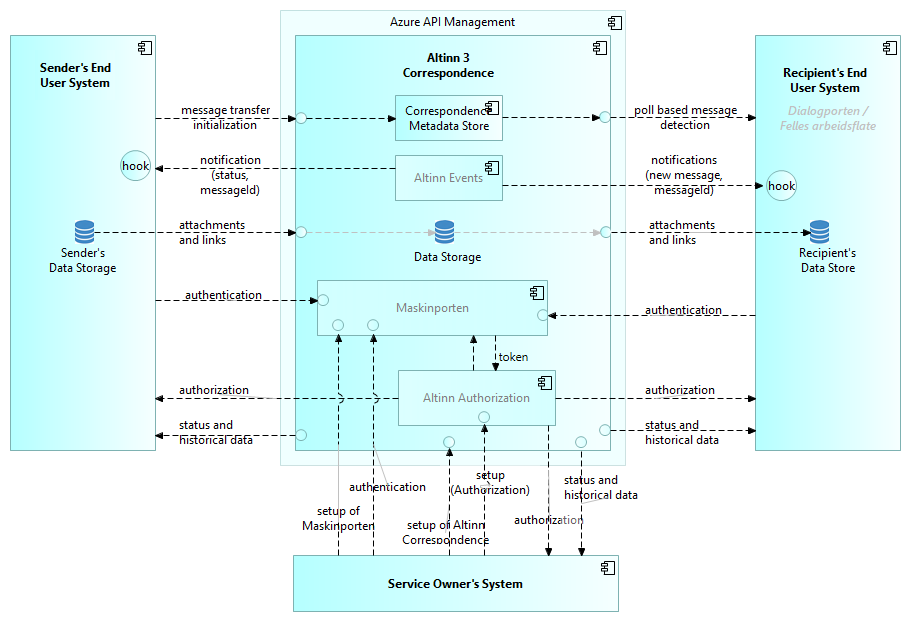 Azure API Management
Sender's End
User System
Altinn 3
Correspondence
Recipient's End
User System
Dialogporten /
Felles arbeidsflate
message transfer
initialization
Correspondence
Metadata Store
poll based message
detection
hook
notification
(status,
messageId)
Altinn Events
notifications
(new message,
messageId)
hook
attachments
and links
attachments
and links
Sender's
Data Storage
Data Storage
Recipient's
Data Store
authentication
Maskinporten
authentication
token
authorization
Altinn Authorization
authorization
status and
historical data
status and
historical data
setup
(Authorization)
status and
historical data
authentication
setup of
Maskinporten
setup of Altinn
Correspondence
authorization
Service Owner's System